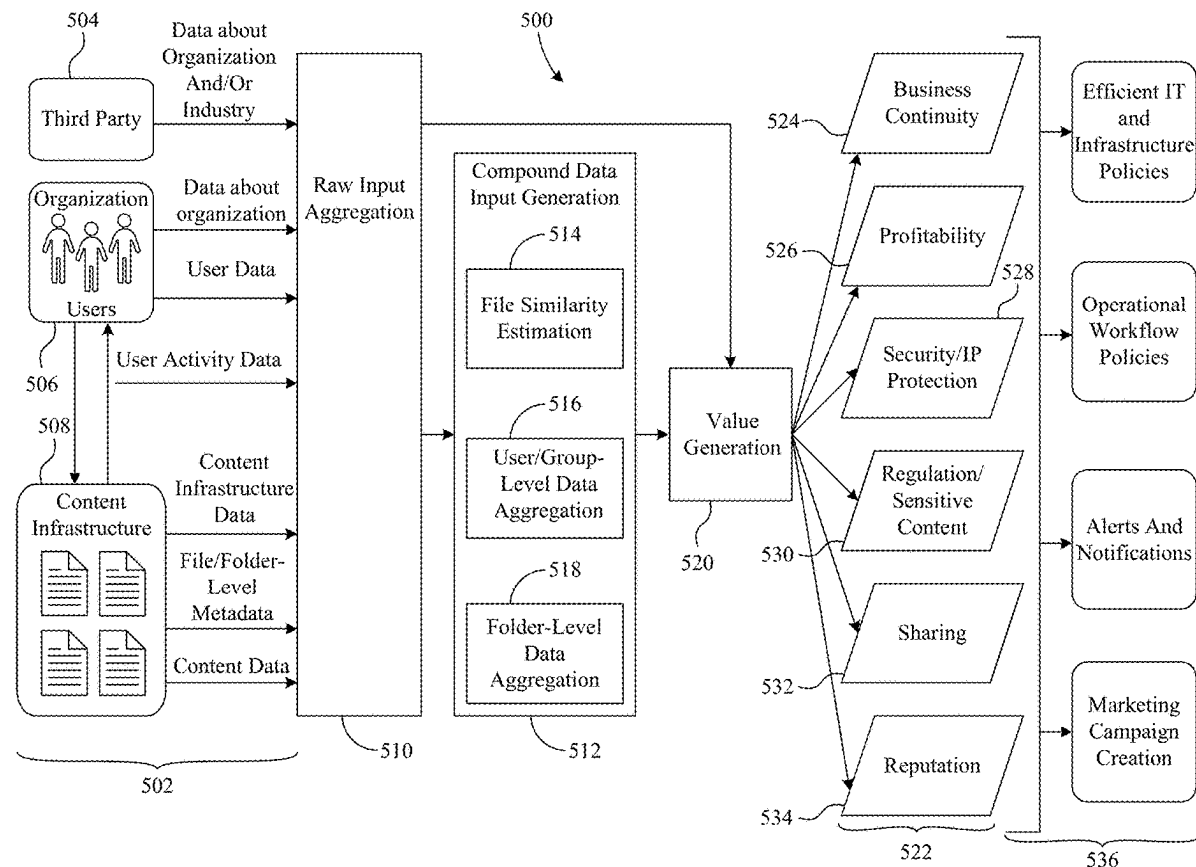 504
Third Party
Data about
Organization
And/Or
Industry
500
Organization
Users
506
Data about
organization
User Data
User Activity Data
508
Content
Infrastructure
Content
Infrastructure
Data
File/Folder-
Level
Metadata
Content Data
502
Raw Input
Aggregation
510
Compound Data
Input Generation
514
File Similarity
Estimation
516
User/Group-
Level Data
Aggregation
518
Folder-Level
Data
Aggregation
512
Value
Generation
520
Business
Continuity
524
Profitability
526
528
Security/IP
Protection
Regulation/
Sensitive
Content
530
Sharing
532
Reputation
534
522
Efficient IT
and
Infrastructure
Policies
Operational
Workflow
Policies
Alerts And
Notifications
Marketing
Campaign
Creation
536